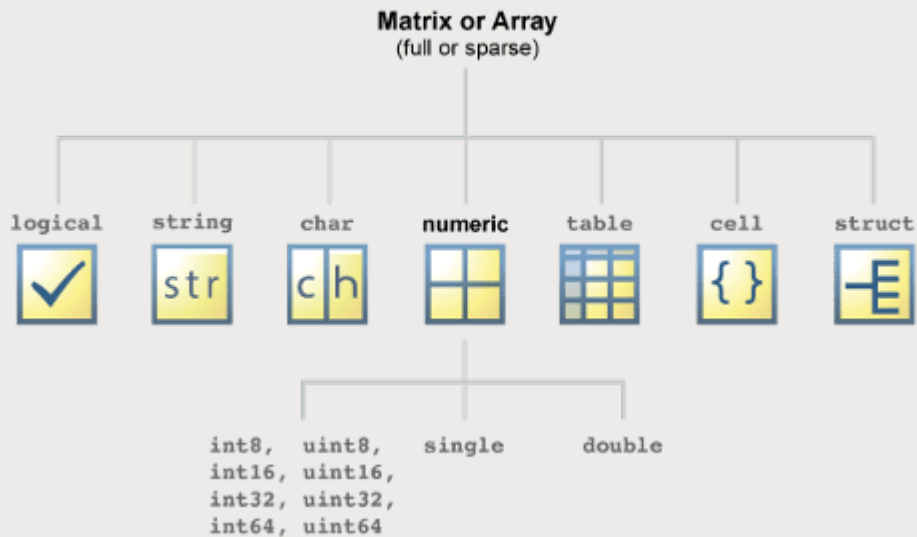 Matrix or Array
(full or sparse)
logical string char numeric table cell struct
str ch { }
int8, uint8, single double
int16, uint16,
int32, uint32,
int64, uint64